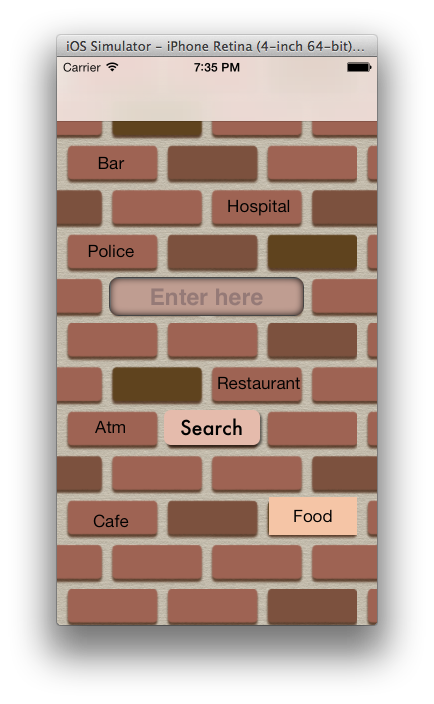 iOS Simulator – iPhone Retina (4-inch 64-bit)...
Carrier 7:35 PM
Bar
Hospital
Police
Enter here
Restaurant
Atm
Search
Cafe
Food